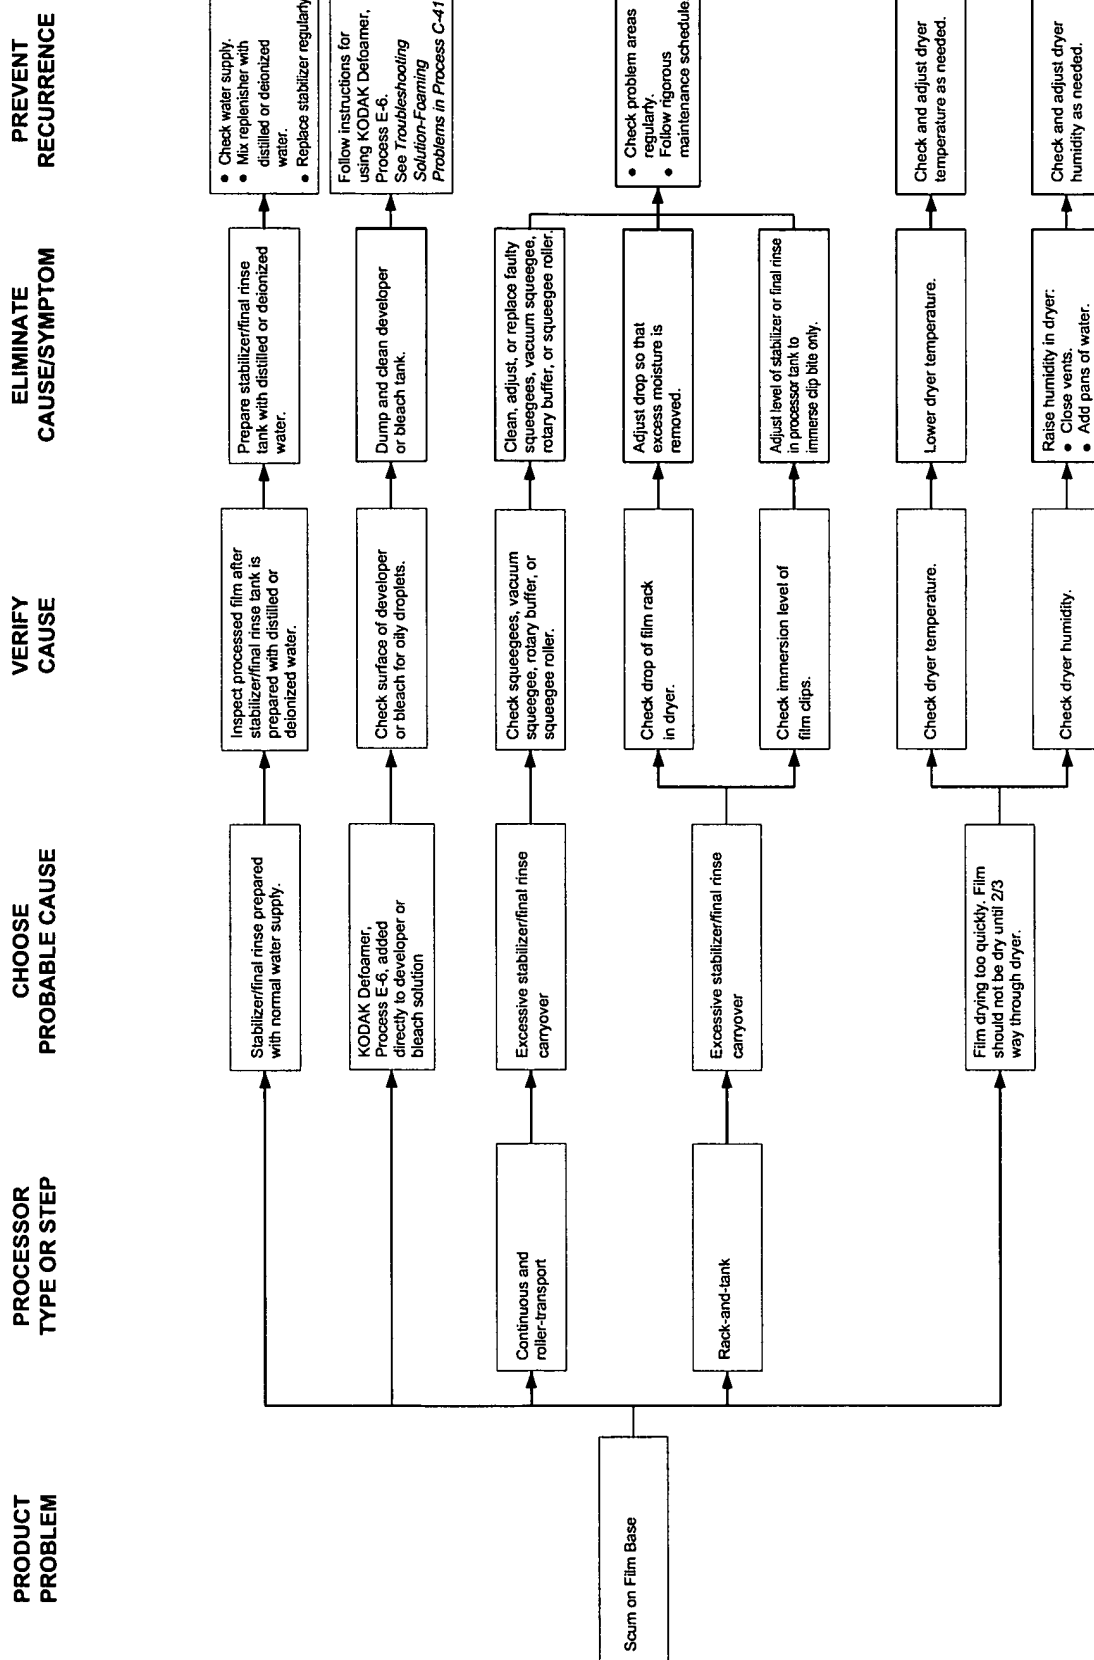 PRODUCT
PROBLEM
PROCESSOR
TYPE OR STEP
CHOOSE
PROBABLE CAUSE
VERIFY
CAUSE
ELIMINATE
CAUSE/SYMPTOM
PREVENT
RECURRENCE
Scum on Film Base
Stabilizer/final rinse prepared
with normal water supply.
Inspect processed film after
stabilizer/final rinse tank is
prepared with distilled or
deionized water.
Prepare stabilizer/final rinse
tank with distilled or deionized
water.
• Check water supply.
• Mix replenisher with
distilled or deionized
water.
• Replace stabilizer regularly
KODAK Defoamer,
Process E-6, added
directly to developer or
bleach solution
Check surface of developer
or bleach for oily droplets.
Dump and clean developer
or bleach tank.
Follow instructions for
using KODAK Defoamer,
Process E-6.
See Troubleshooting
Solution-Foaming
Problems in Process C-41
Continuous and
roller-transport
Excessive stabilizer/final rinse
carryover
Check squeegees, vacuum
squeegee, rotary buffer, or
squeegee roller.
Clean, adjust, or replace faulty
squeegees, vacuum squeegee,
rotary buffer, or squeegee roller.
Rack-and-tank
Excessive stabilizer/final rinse
carryover
Check drop of film rack
in dryer.
Adjust drop so that
excess moisture is
removed.
Check immersion level of
film clips.
Adjust level of stabilizer or final rinse
in processor tank to
immerse clip bite only.
• Check problem areas
regularly.
• Follow rigorous
maintenance schedule
Film drying too quickly. Film
should not be dry until 2/3
way through dryer.
Check dryer temperature.
Lower dryer temperature.
Check and adjust dryer
temperature as needed.
Check dryer humidity.
Raise humidity in dryer:
• Close vents.
• Add pans of water.
Check and adjust dryer
humidity as needed.